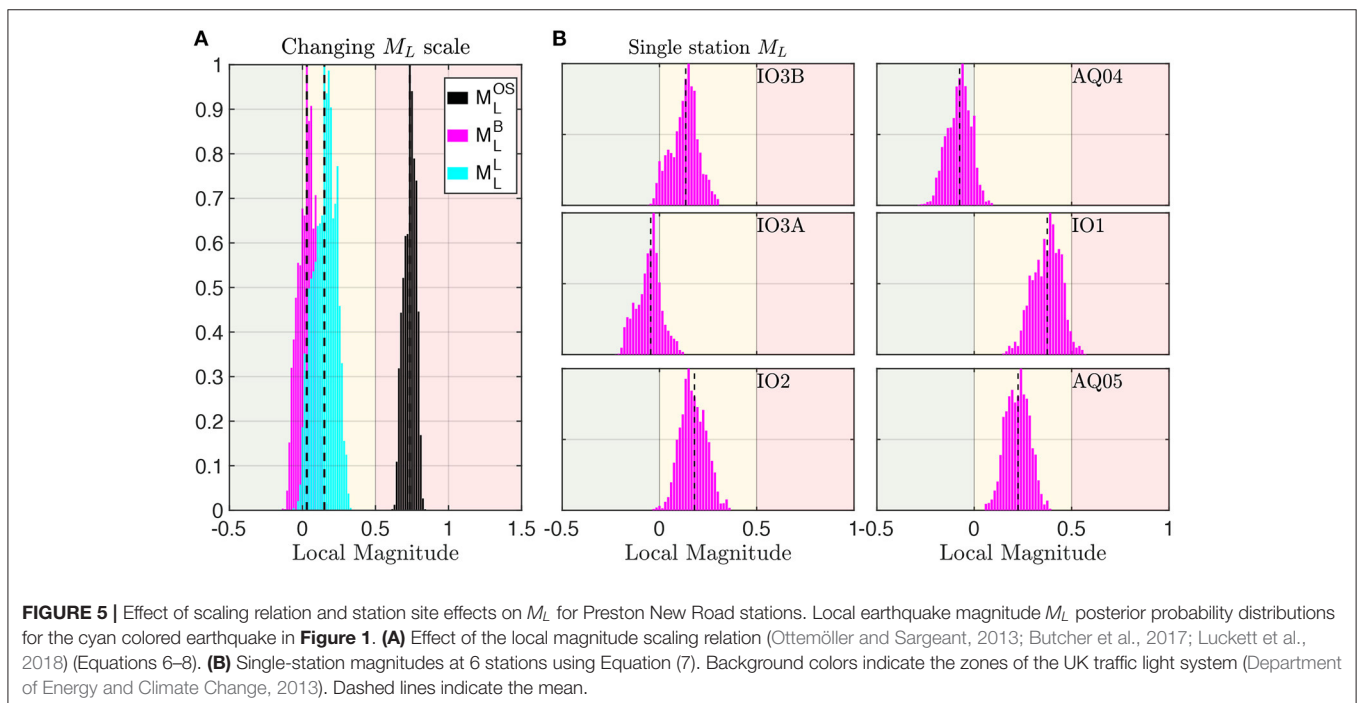 A
Changing M_L scale
1
0.9
0.8
0.7
0.6
0.5
0.4
0.3
0.2
0.1
0
M_L^OS
M_L^B
M_L^L
-0.5 0 0.5 1 1.5
Local Magnitude
B
Single station M_L
IO3B
AQ04
IO3A
IO1
IO2
AQ05
-0.5 0 0.5 1
-0.5 0 0.5 1
Local Magnitude
Local Magnitude
FIGURE 5 | Effect of scaling relation and station site effects on M_L for Preston New Road stations. Local earthquake magnitude M_L posterior probability distributions
for the cyan colored earthquake in Figure 1. (A) Effect of the local magnitude scaling relation (Ottemöller and Sargeant, 2013; Butcher et al., 2017; Luckett et al.,
2018) (Equations 6–8). (B) Single-station magnitudes at 6 stations using Equation (7). Background colors indicate the zones of the UK traffic light system (Department
of Energy and Climate Change, 2013). Dashed lines indicate the mean.